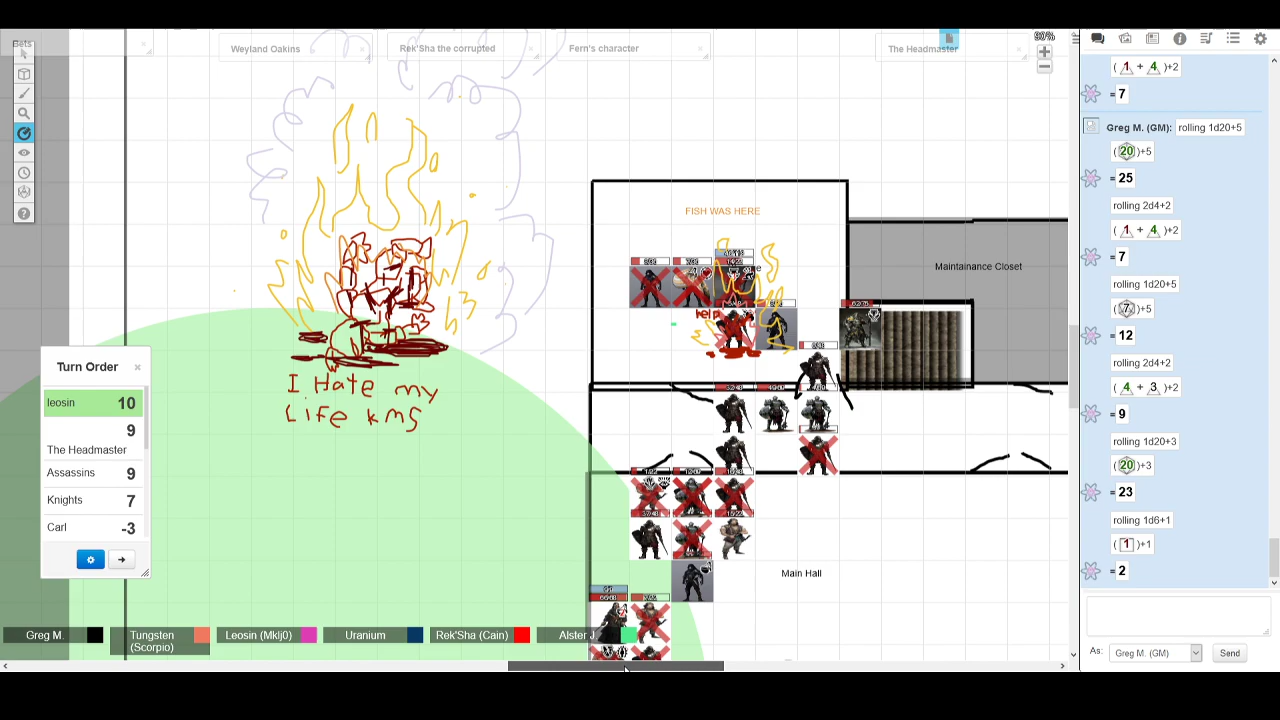 Bets
Weyland Oakins
Rek'Sha the corrupted
Fern's character
The Headmaster
90%
FISH WAS HERE
Maintainance Closet
help
I Hate my
Life kms
Main Hall
Turn Order
leosin 10
9
The Headmaster
Assassins 9
Knights 7
Carl -3
Greg M.
Tungsten
(Scorpio)
Leosin (Mklj0)
Uranium
Rek'Sha (Cain)
Alster J
( 1 + 4 )+2
= 7
Greg M. (GM): rolling 1d20+5
(20)+5
= 25
rolling 2d4+2
( 1 + 4 )+2
= 7
rolling 1d20+5
(7)+5
= 12
rolling 2d4+2
( 4 + 3 )+2
= 9
rolling 1d20+3
(20)+3
= 23
rolling 1d6+1
( 1 )+1
= 2
As: Greg M. (GM) Send